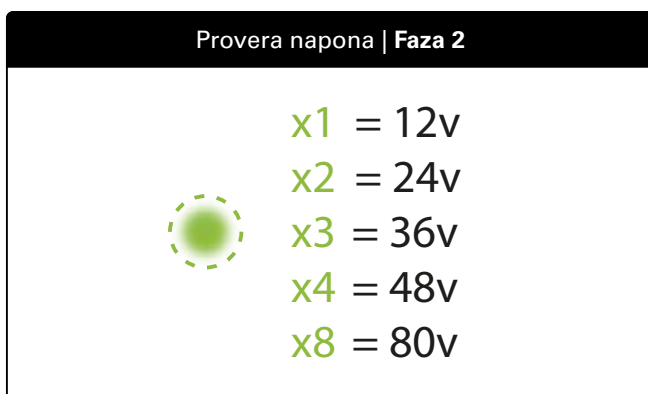 Provera napona | Faza 2
x1 = 12v
x2 = 24v
x3 = 36v
x4 = 48v
x8 = 80v